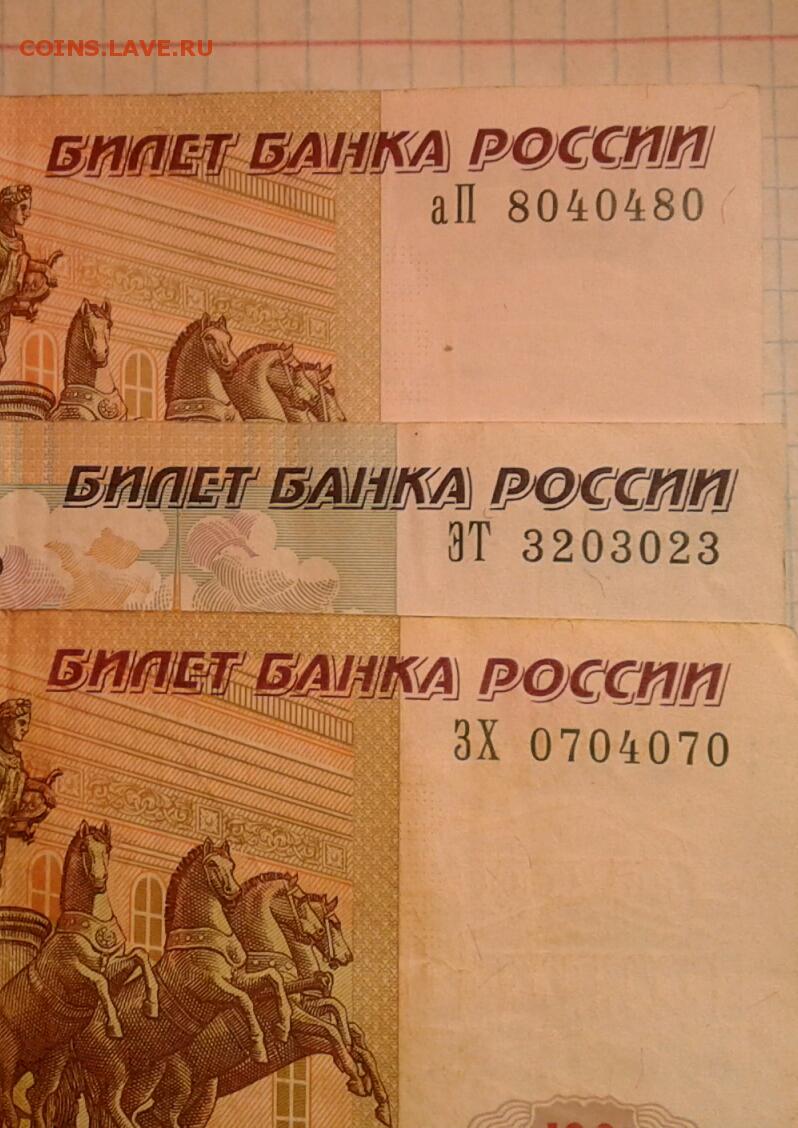 COINS.LAVE.RU
БИЛЕТ БАНКА РОССИИ
аП 8040480
БИЛЕТ БАНКА РОССИИ
ЭТ 3203023
БИЛЕТ БАНКА РОССИИ
ЗХ 0704070